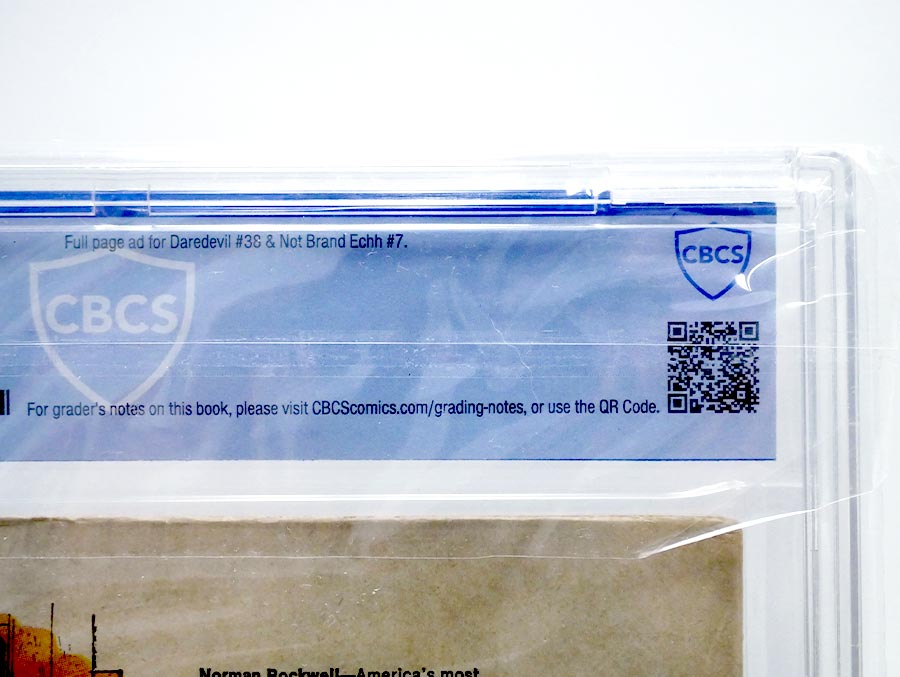 Full page ad for Daredevil #38 & Not Brand Echh #7.
CBCS
CBCS
For grader's notes on this book, please visit CBCScomics.com/grading-notes, or use the QR Code.
Norman Rockwell—America's most